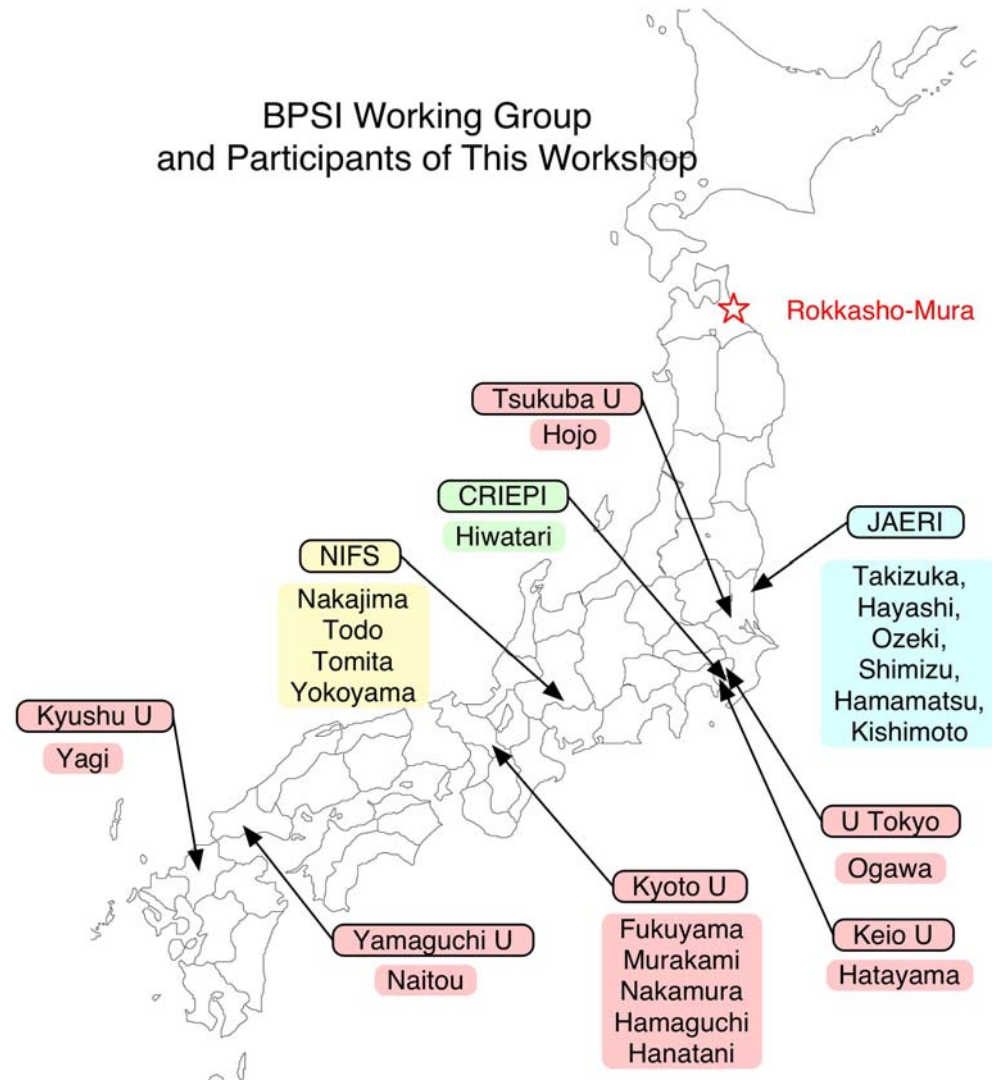 BPSI Working Group
and Participants of This Workshop
Rokkasho-Mura
Tsukuba U
Hojo
CRIEPI
Hiwatari
JAERI
Takizuka,
Hayashi,
Ozeki,
Shimizu,
Hamamatsu,
Kishimoto
NIFS
Nakajima
Todo
Tomita
Yokoyama
Kyushu U
Yagi
U Tokyo
Ogawa
Kyoto U
Fukuyama
Murakami
Nakamura
Hamaguchi
Hanatani
Keio U
Hatayama
Yamaguchi U
Naitou